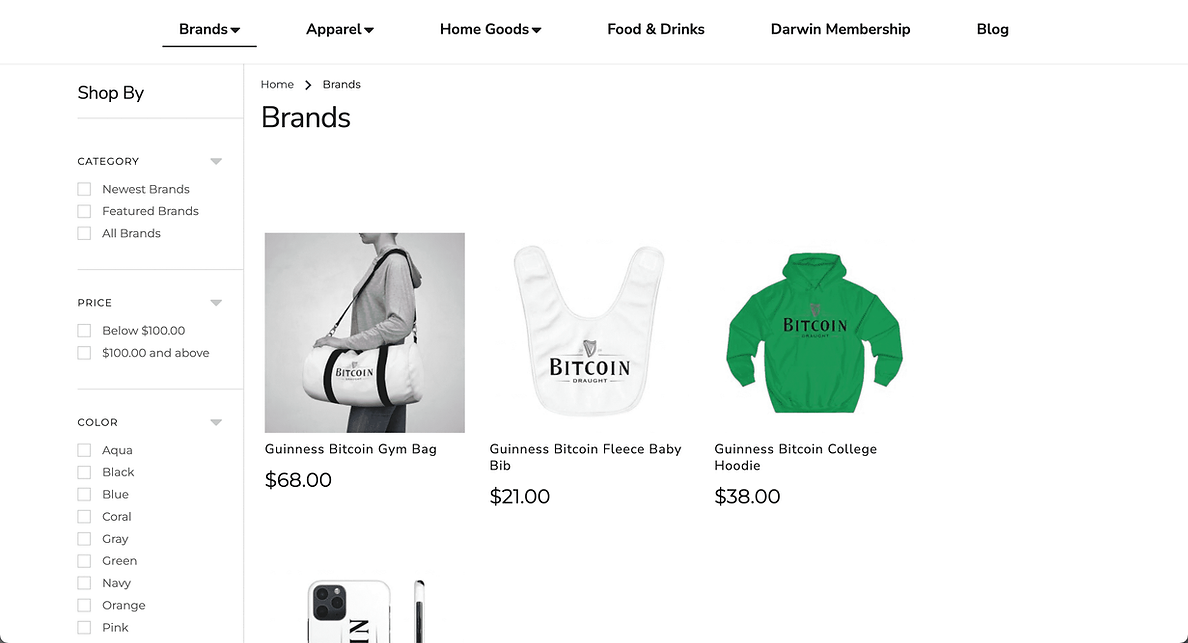 Brands
Apparel
Home Goods
Food & Drinks
Darwin Membership
Blog
Shop By
CATEGORY
Newest Brands
Featured Brands
All Brands
PRICE
Below $100.00
$100.00 and above
COLOR
Aqua
Black
Blue
Coral
Gray
Green
Navy
Orange
Pink
Home
Brands
Brands
BITCOIN
DRAUGHT
Guinness Bitcoin Gym Bag
$68.00
BITCOIN
DRAUGHT
Guinness Bitcoin Fleece Baby
Bib
$21.00
BITCOIN
DRAUGHT
Guinness Bitcoin College
Hoodie
$38.00
IN